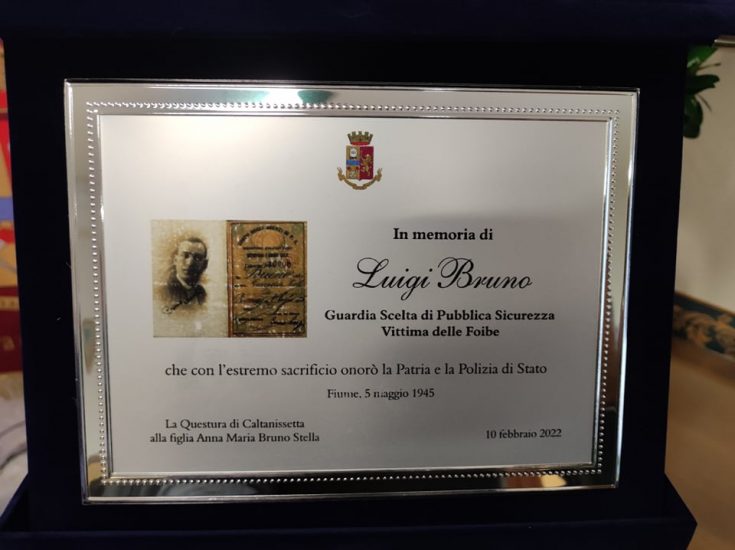 In memoria di
Luigi Bruno
Guardia Scelta di Pubblica Sicurezza
Vittima delle Foibe
che con l'estremo sacrificio onorò la Patria e la Polizia di Stato
Fiume, 5 maggio 1945
La Questura di Caltanissetta
alla figlia Anna Maria Bruno Stella
10 febbraio 2022